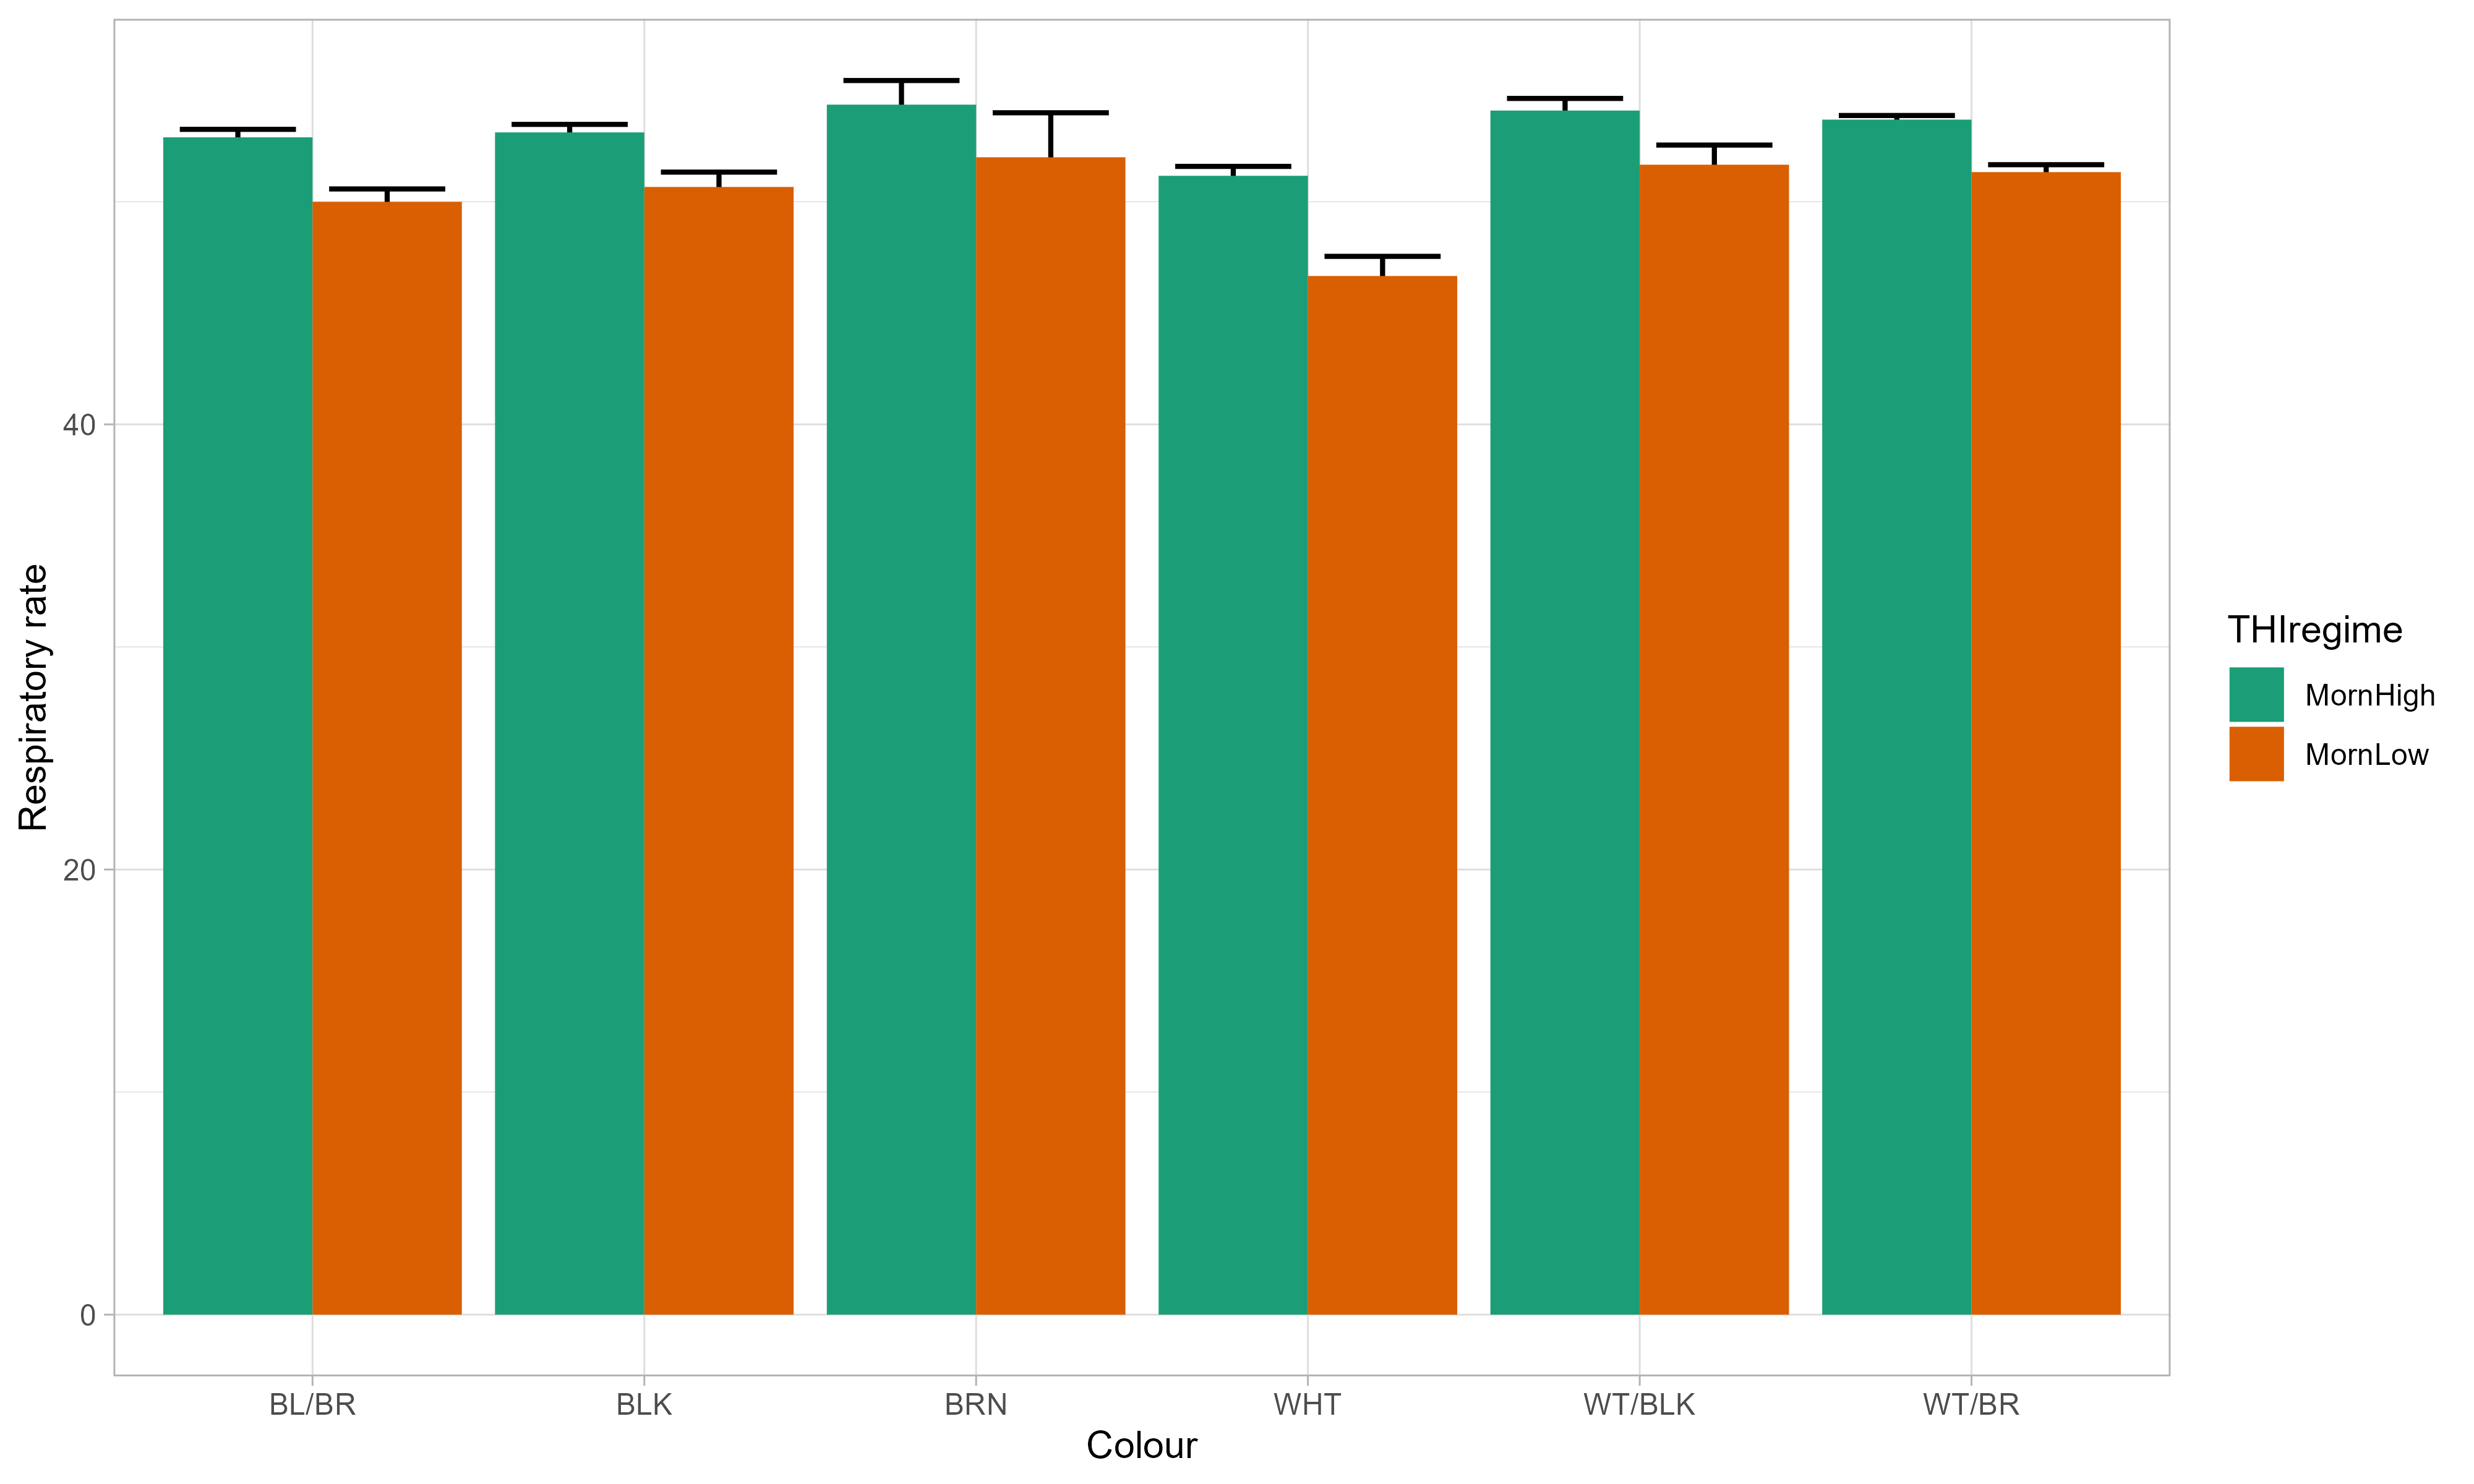 40
20
0
Respiratory rate
BL/BR
BLK
BRN
WHT
WT/BLK
WT/BR
Colour
THIregime
MornHigh
MornLow